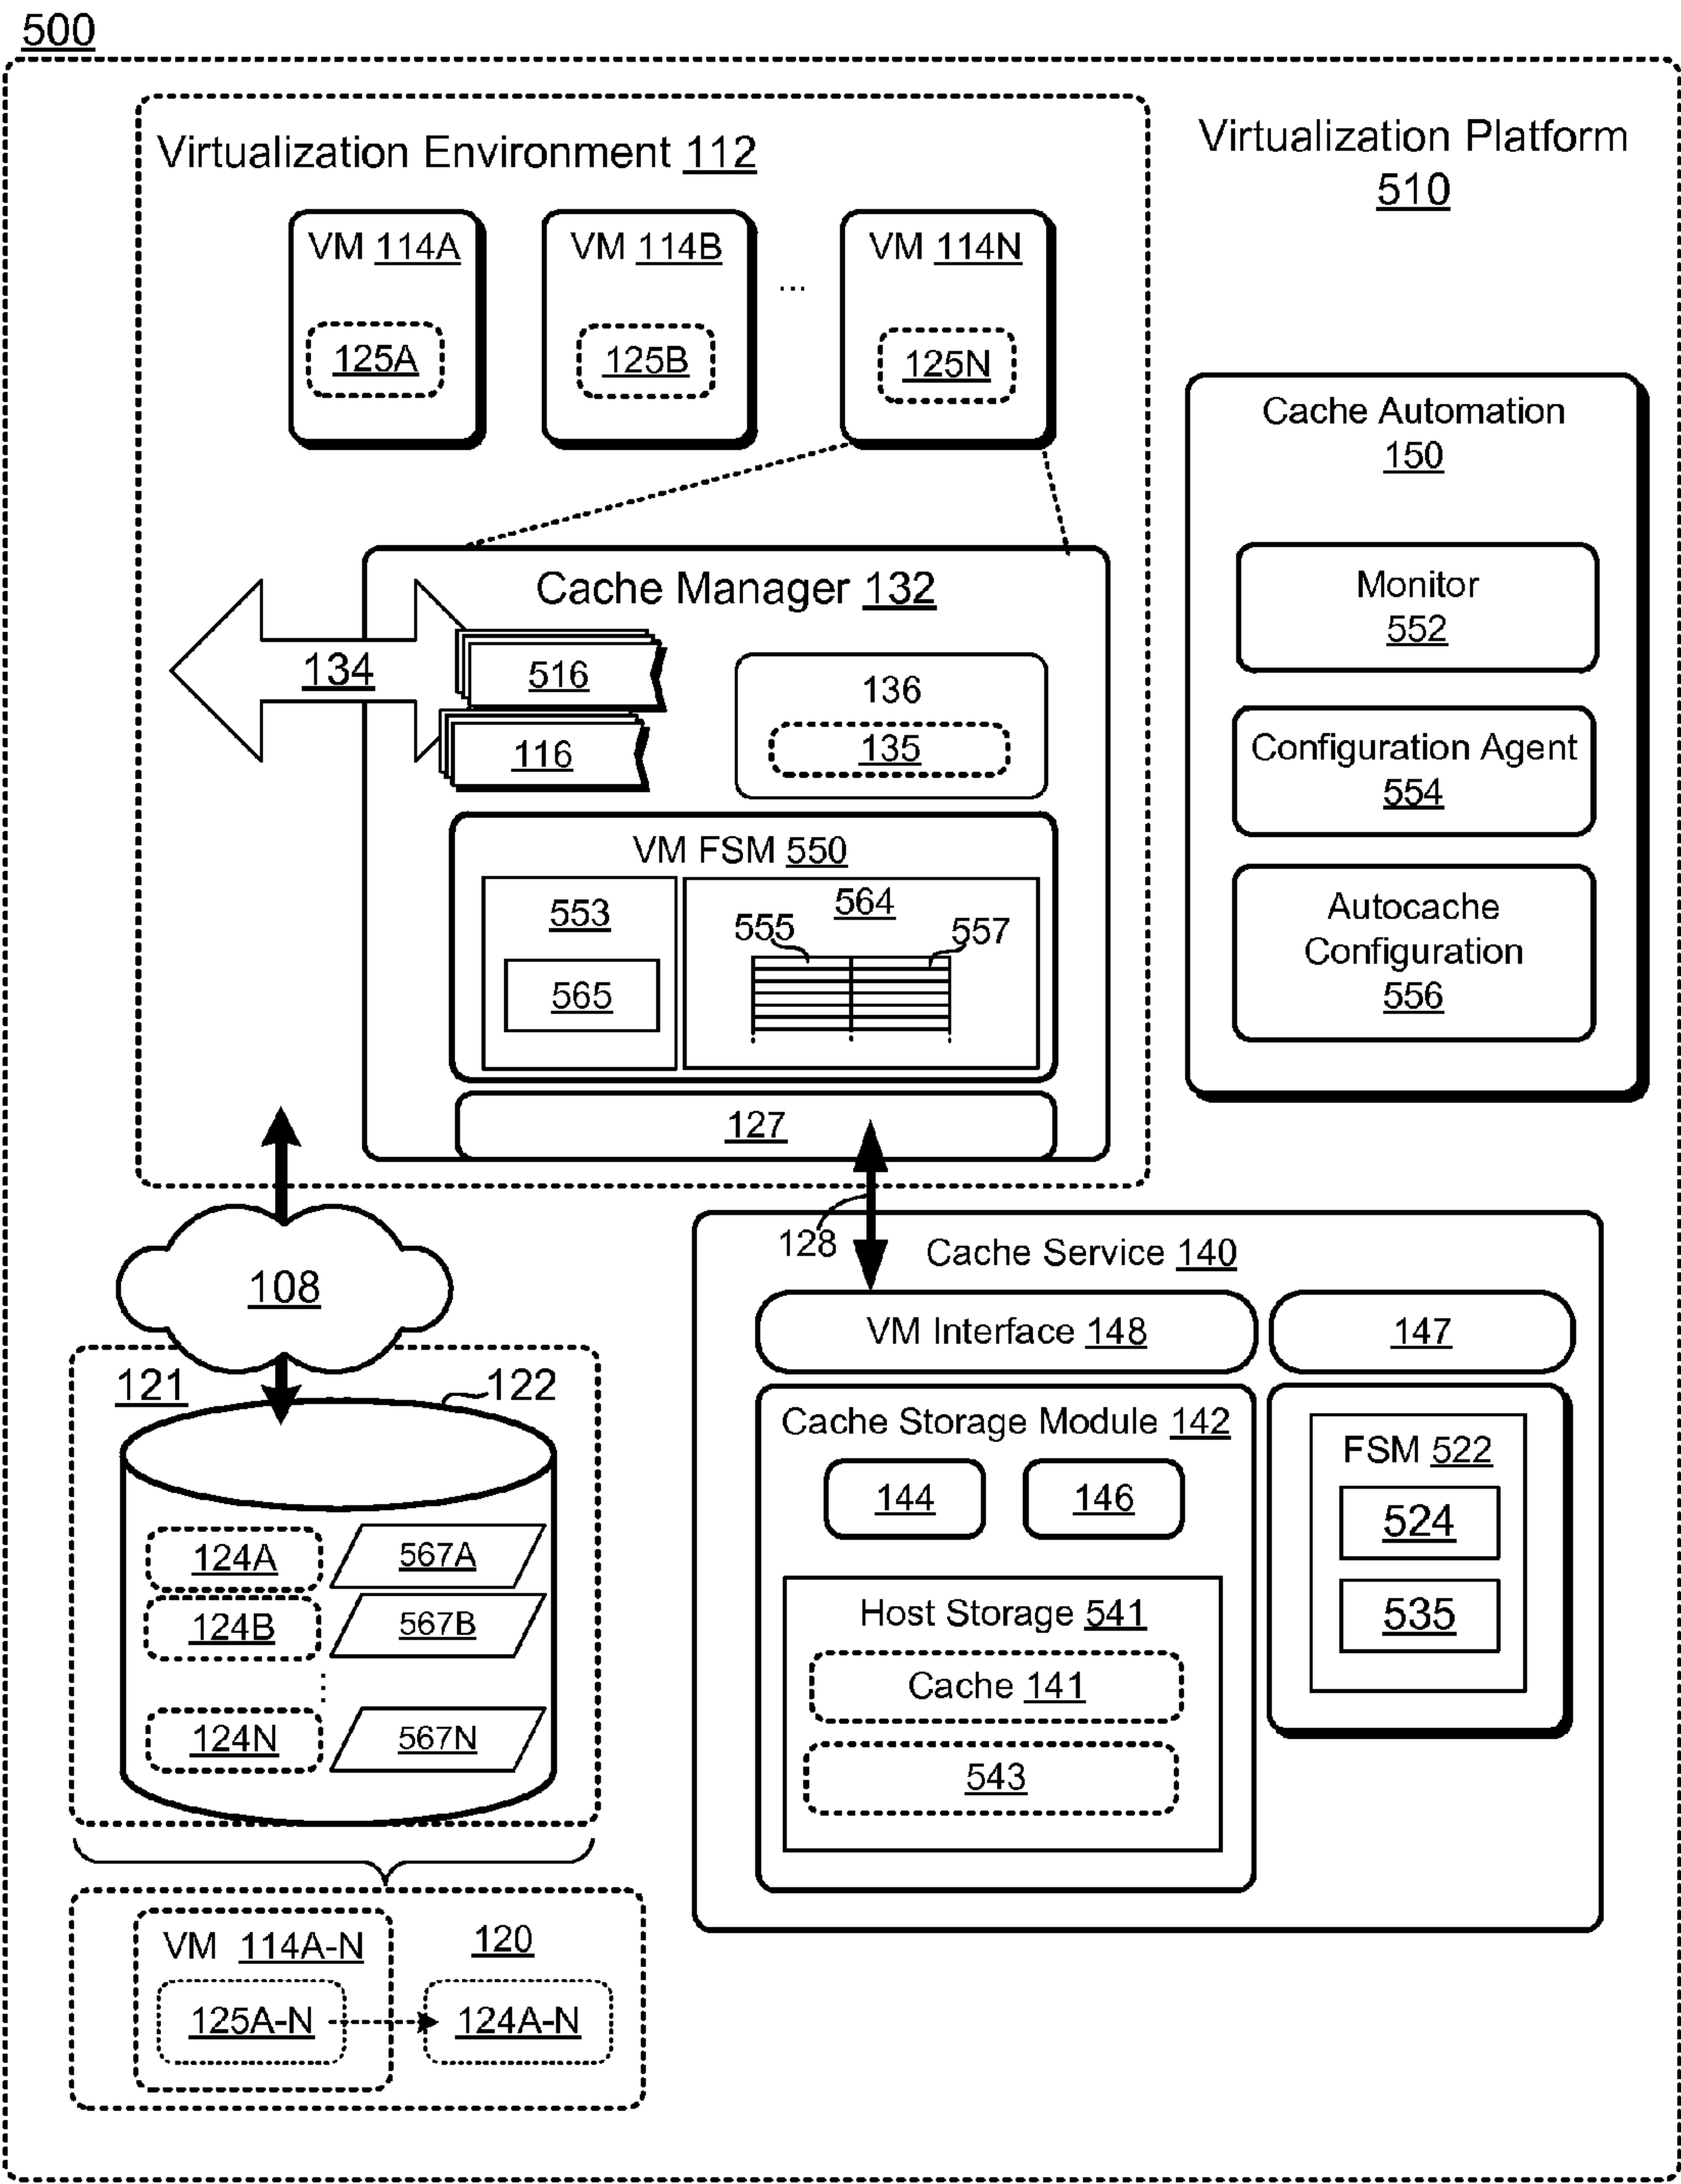 500
Virtualization Environment 112
Virtualization Platform
510
VM 114A
VM 114B
...
VM 114N
125A
125B
125N
Cache Automation
150
Monitor
552
Configuration Agent
554
Autocache
Configuration
556
Cache Manager 132
134
516
116
136
135
VM FSM 550
553
565
564
555
557
127
128
108
121
122
124A
567A
124B
567B
124N
567N
VM 114A-N
120
125A-N
124A-N
Cache Service 140
VM Interface 148
147
Cache Storage Module 142
144
146
Host Storage 541
Cache 141
543
FSM 522
524
535